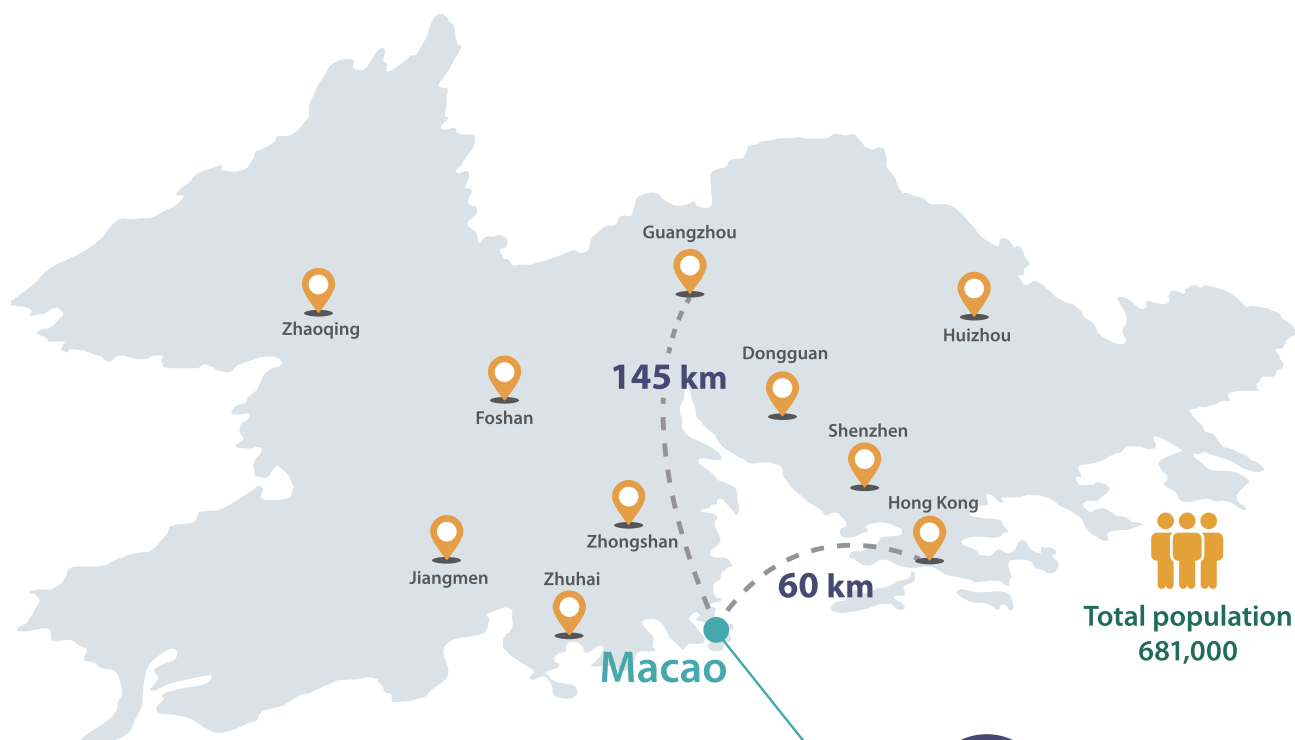 Guangzhou
Zhaoqing
Huizhou
Dongguan
145 km
Foshan
Shenzhen
Hong Kong
Zhongshan
Jiangmen
Zhuhai
60 km
Macao
Total population
681,000